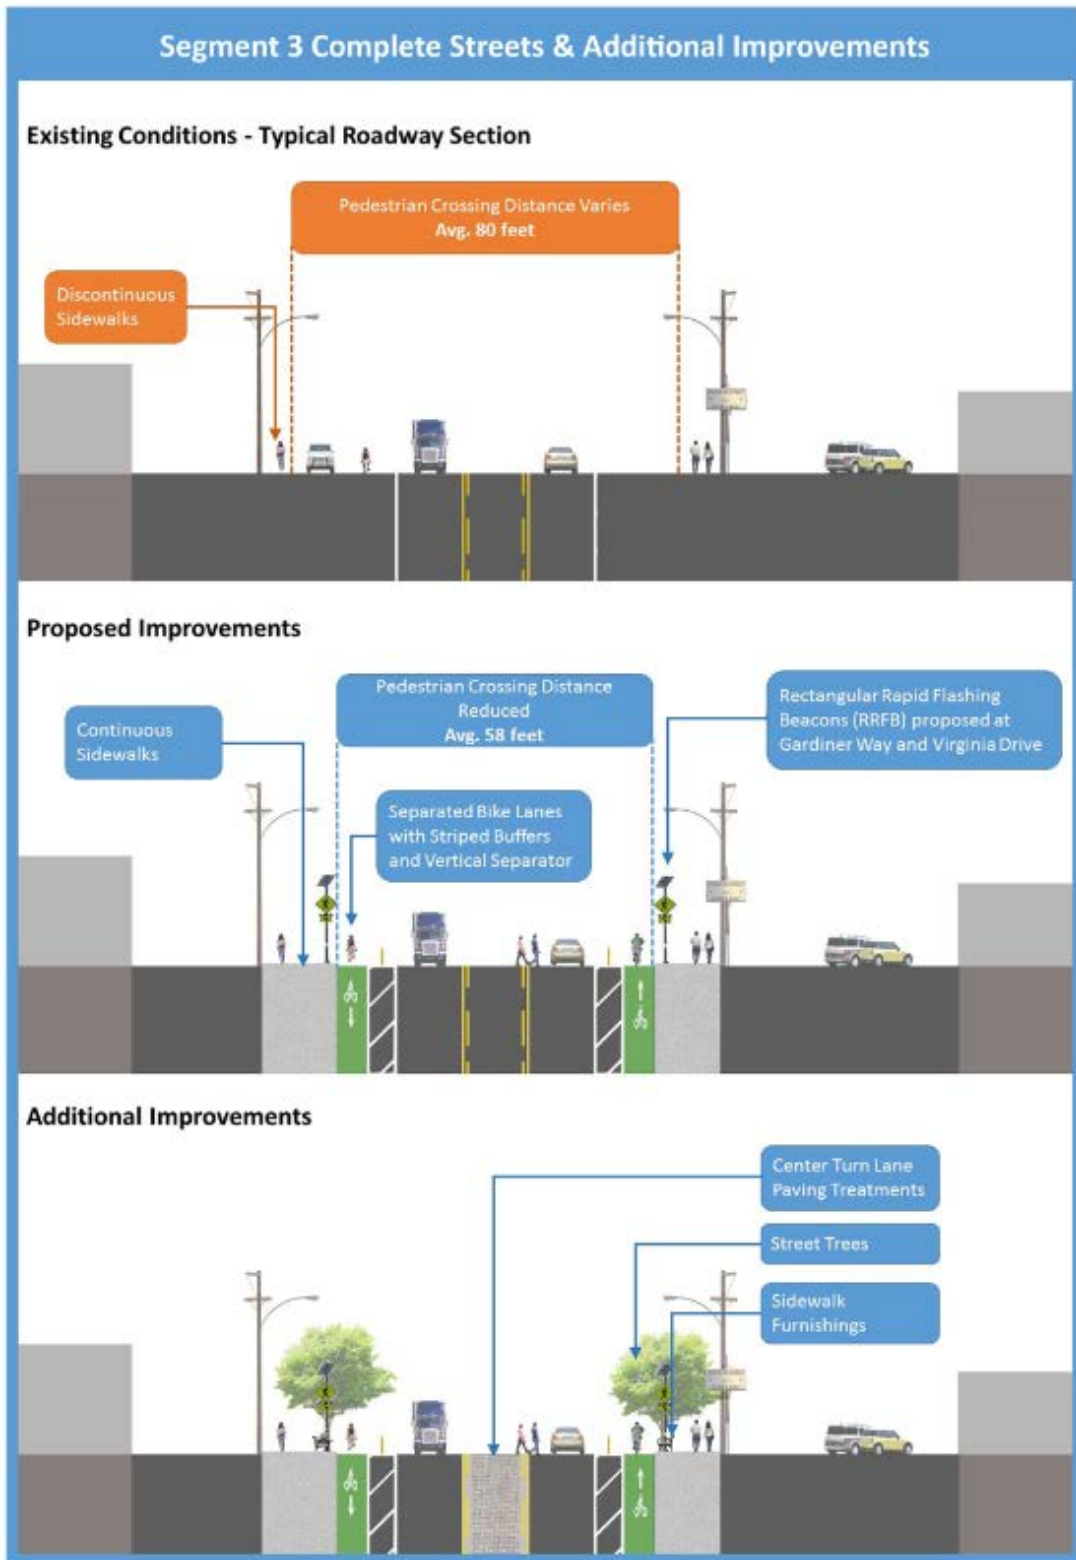 Segment 3 Complete Streets & Additional Improvements
Existing Conditions - Typical Roadway Section
Pedestrian Crossing Distance Varies
Avg. 80 feet
Discontinuous
Sidewalks
Proposed Improvements
Pedestrian Crossing Distance
Reduced
Avg. 58 feet
Rectangular Rapid Flashing
Beacons (RRFB) proposed at
Gardiner Way and Virginia Drive
Continuous
Sidewalks
Separated Bike Lanes
with Striped Buffers
and Vertical Separator
Additional Improvements
Center Turn Lane
Paving Treatments
Street Trees
Sidewalk
Furnishings